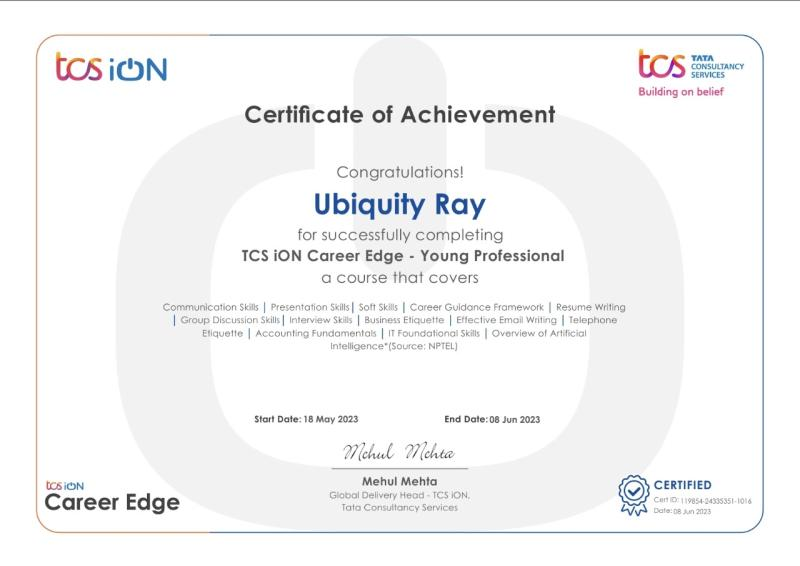 tcs iON
tcs TATA
CONSULTANCY
SERVICES
Building on belief
Certificate of Achievement
Congratulations!
Ubiquity Ray
for successfully completing
TCS iON Career Edge - Young Professional
a course that covers
Communication Skills | Presentation Skills| Soft Skills | Career Guidance Framework | Resume Writing
| Group Discussion Skills| Interview Skills | Business Etiquette | Effective Email Writing | Telephone
Etiquette | Accounting Fundamentals | IT Foundational Skills | Overview of Artificial
Intelligence*(Source: NPTEL)
Start Date: 18 May 2023 End Date: 08 Jun 2023
Mehul Mehta
Mehul Mehta
Global Delivery Head - TCS iON,
Tata Consultancy Services
tcs iON
Career Edge
CERTIFIED
Cert ID: 119854-24335351-1016
Date: 08 Jun 2023